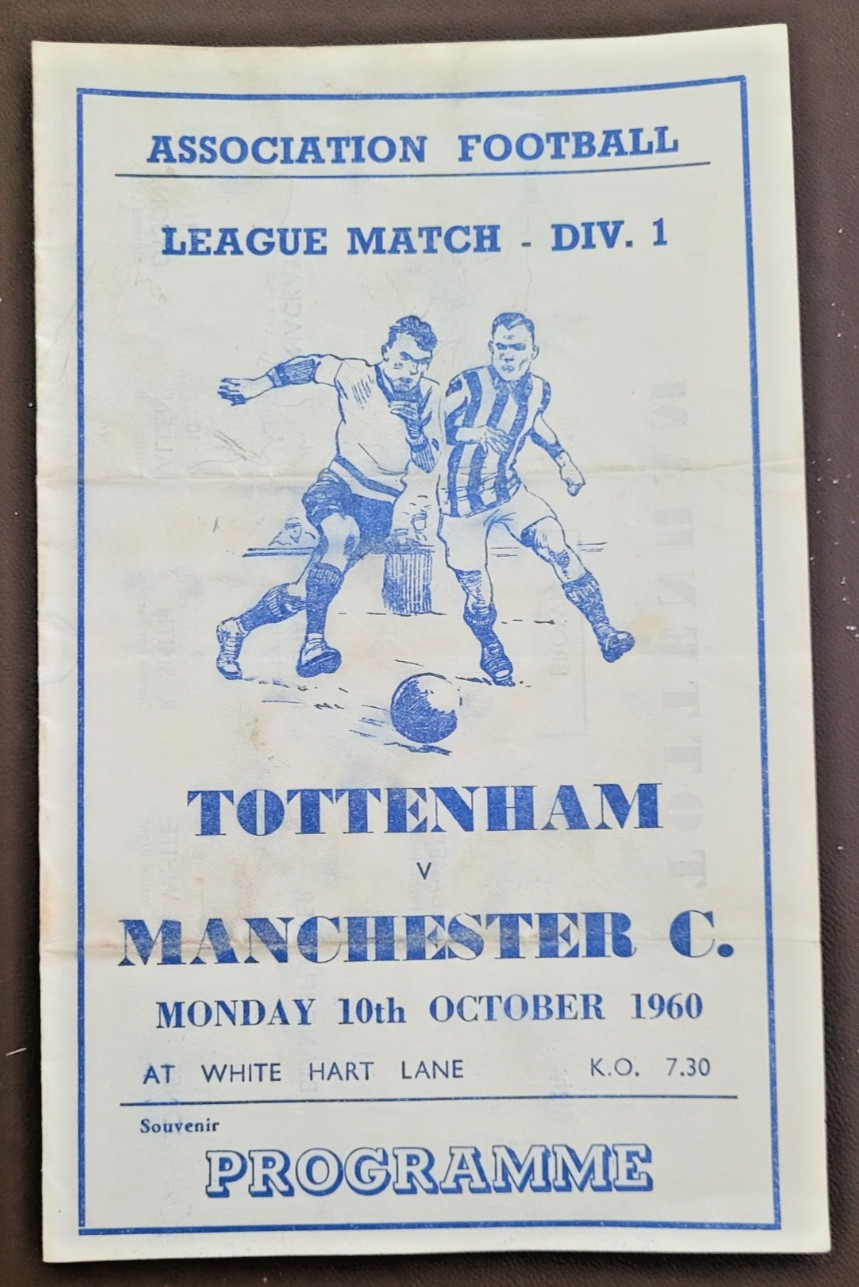 ASSOCIATION FOOTBALL
LEAGUE MATCH - DIV. 1
TOTTENHAM
V
MANCHESTER C.
MONDAY 10th OCTOBER 1960
AT WHITE HART LANE K.O. 7.30
Souvenir
PROGRAMME